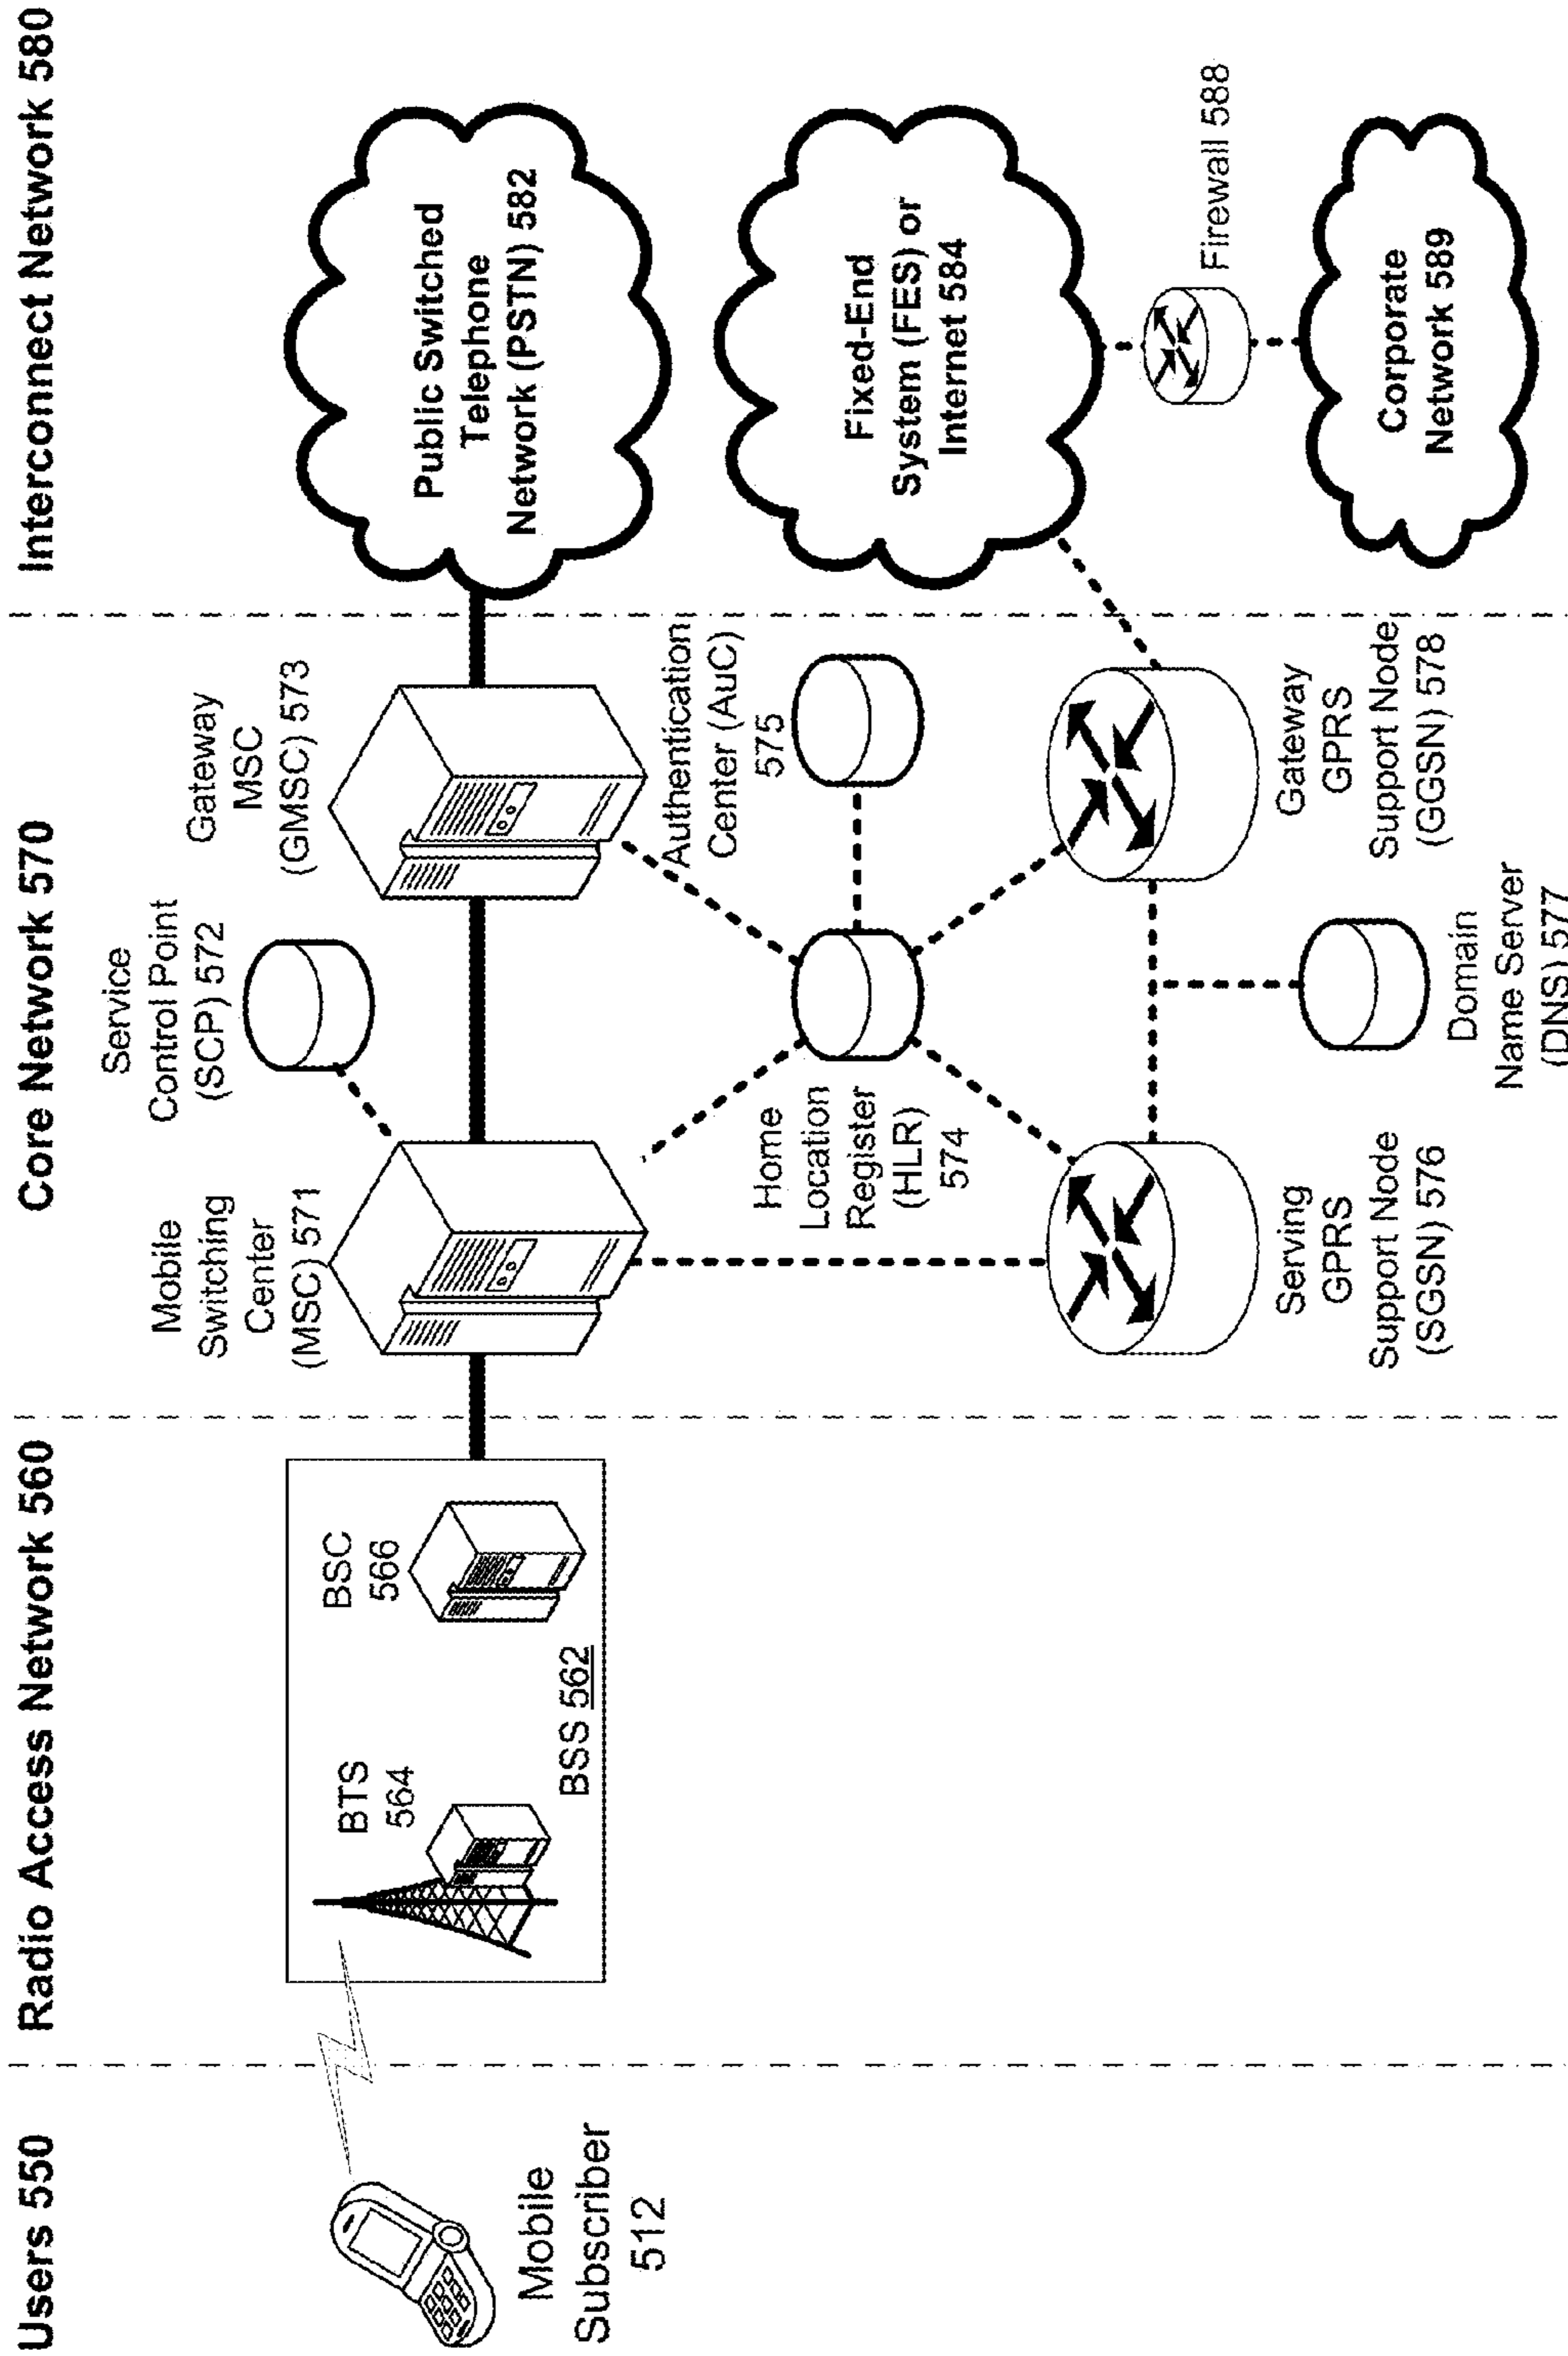 Users 550
Radio Access Network 560
Core Network 570
Interconnect Network 580
Mobile
Subscriber
512
BTS
564
BSC
566
BSS 562
Mobile
Switching
Center
(MSC) 571
Service
Control Point
(SCP) 572
Gateway
MSC
(GMSC) 573
Public Switched
Telephone
Network (PSTN) 582
Home
Location
Register
(HLR)
574
Authentication
Center (AuC)
575
Fixed-End
System (FES) or
Internet 584
Serving
GPRS
Support Node
(SGSN) 576
Domain
Name Server
(DNS) 577
Gateway
GPRS
Support Node
(GGSN) 578
Firewall 588
Corporate
Network 589